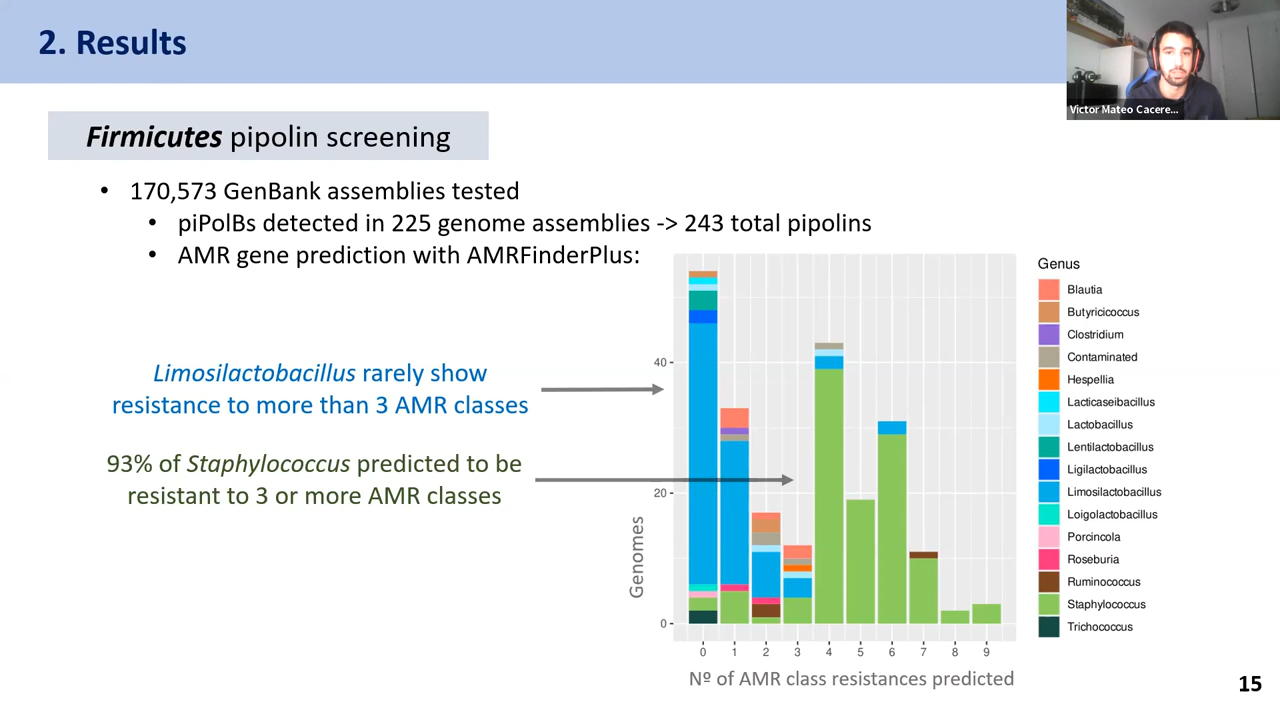 2. Results
Victor Mateo Cacere...
Firmicutes pipolin screening
• 170,573 GenBank assemblies tested
• piPolBs detected in 225 genome assemblies -> 243 total pipolins
• AMR gene prediction with AMRFinderPlus:
Limosilactobacillus rarely show
resistance to more than 3 AMR classes
93% of Staphylococcus predicted to be
resistant to 3 or more AMR classes
Genomes
40
20
0
0 1 2 3 4 5 6 7 8 9
Nº of AMR class resistances predicted
Genus
Blautia
Butyricicoccus
Clostridium
Contaminated
Hespellia
Lacticaseibacillus
Lactobacillus
Lentilactobacillus
Ligilactobacillus
Limosilactobacillus
Loigolactobacillus
Porcincola
Roseburia
Ruminococcus
Staphylococcus
Trichococcus
15